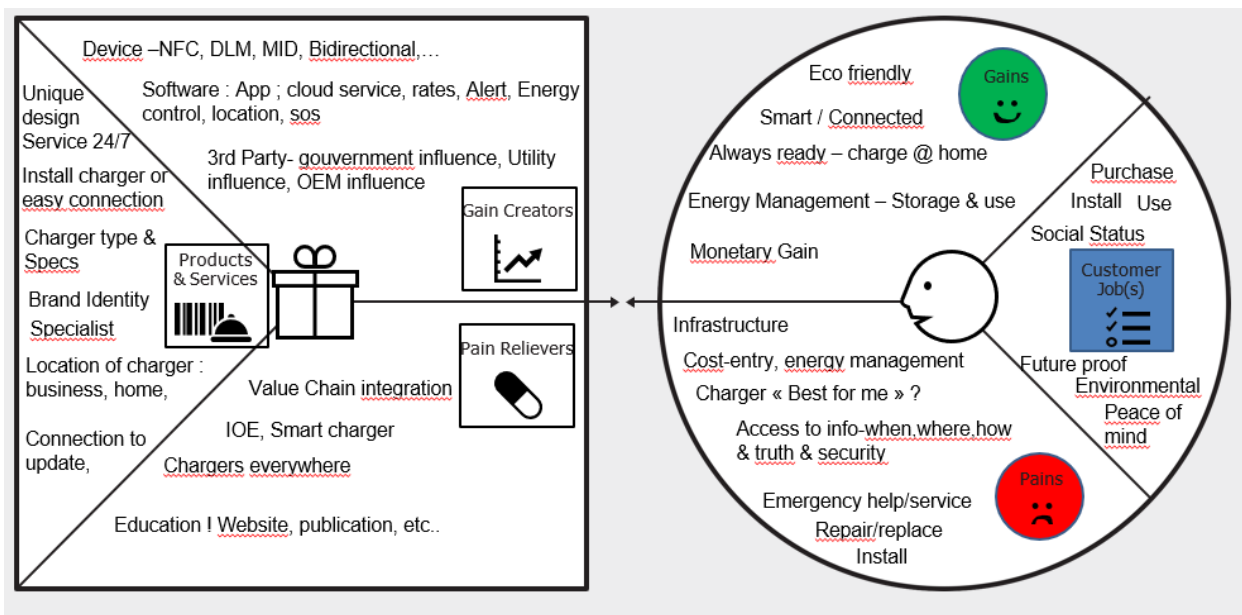 Device –NFC, DLM, MID, Bidirectional,...
Unique
design
Service 24/7
Software : App ; cloud service, rates, Alert, Energy
control, location, sos
3rd Party- gouvernment influence, Utility
influence, OEM influence
Install charger or
easy connection
Gain Creators
Charger type &
Specs
Products
& Services
Brand Identity
Specialist
Pain Relievers
Location of charger :
business, home,
Value Chain integration
IOE, Smart charger
Connection to
update,
Chargers everywhere
Education ! Website, publication, etc..
Eco friendly
Gains
Smart / Connected
Always ready – charge @ home
Energy Management – Storage & use
Monetary Gain
Purchase
Install Use
Social Status
Customer
Job(s)
Future proof
Environmental
Peace of
mind
Infrastructure
Cost-entry, energy management
Charger « Best for me » ?
Access to info-when,where,how
& truth & security
Pains
Emergency help/service
Repair/replace
Install